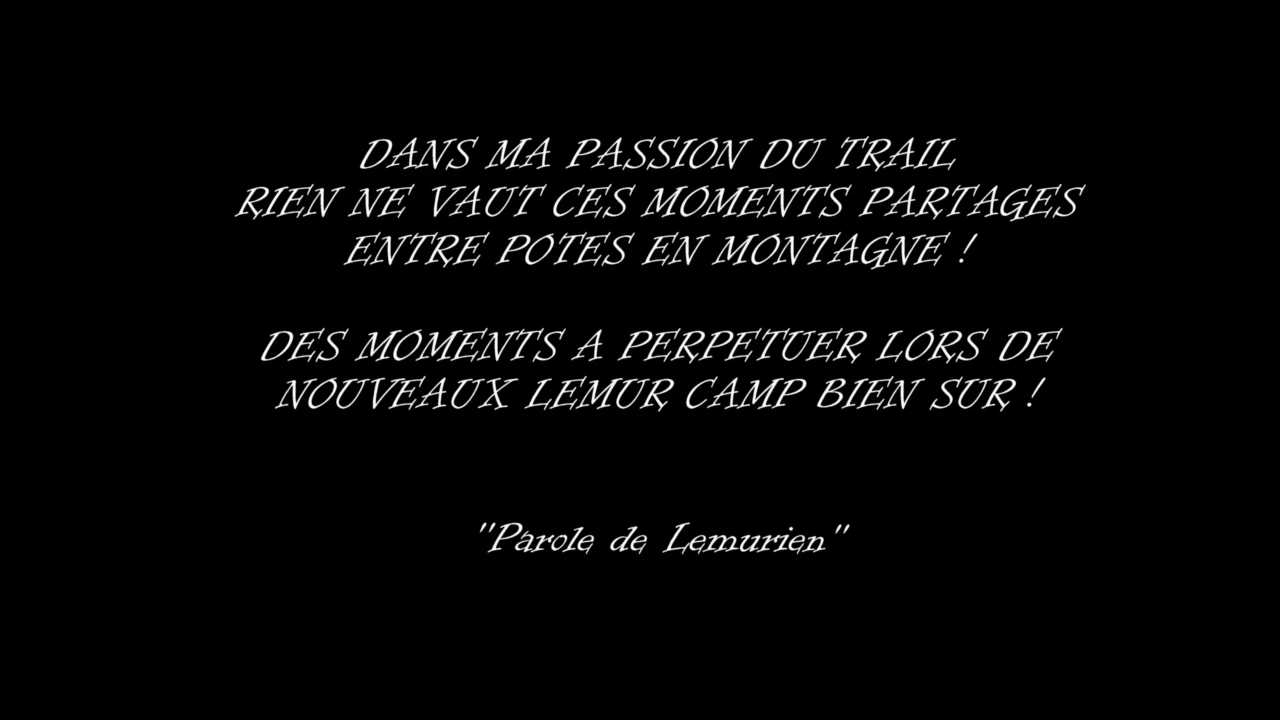 DANS MA PASSION DU TRAIL
RIEN NE VAUT CES MOMENTS PARTAGES
ENTRE POTES EN MONTAGNE !
DES MOMENTS A PERPETUER LORS DE
NOUVEAUX LEMUR CAMP BIEN SUR !
"Parole de Lemurien"